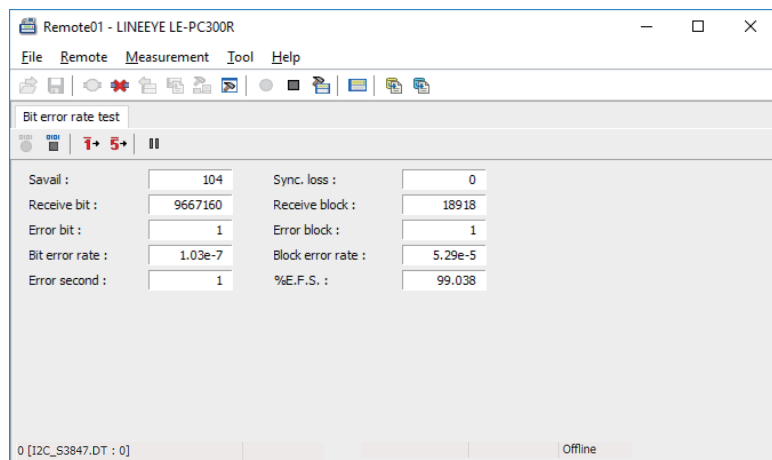 Remote01 - LINEEYE LE-PC300R
File Remote Measurement Tool Help
Bit error rate test
Savail : 104 Sync. loss : 0
Receive bit : 9667160 Receive block : 18918
Error bit : 1 Error block : 1
Bit error rate : 1.03e-7 Block error rate : 5.29e-5
Error second : 1 %E.F.S. : 99.038
0 [I2C_S3847.DT : 0] Offline